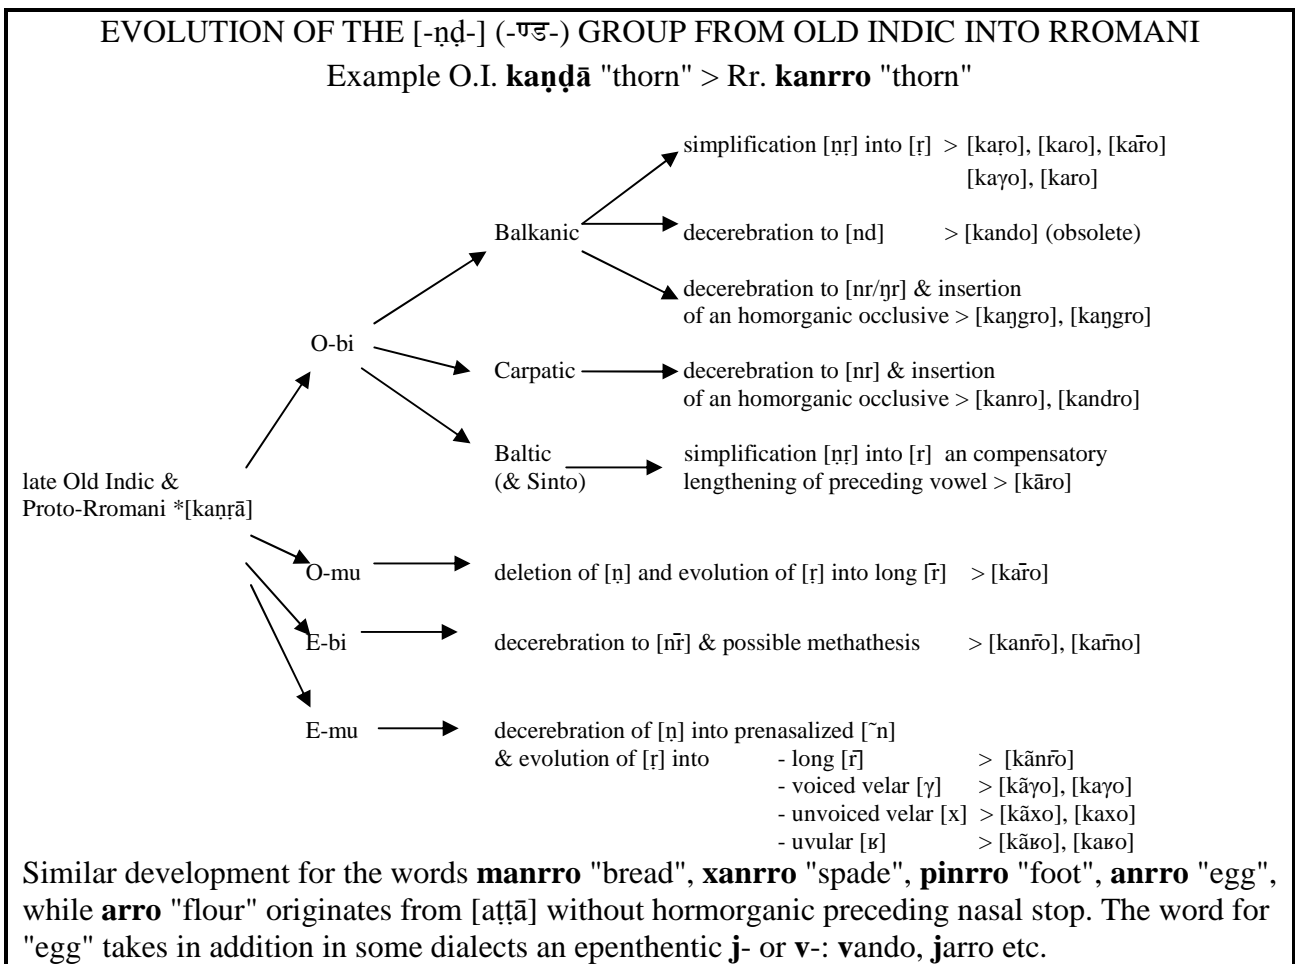 EVOLUTION OF THE [-ṇḍ-] (-ण्ड-) GROUP FROM OLD INDIC INTO RROMANI
Example O.I. kaṇḍā "thorn" > Rr. kanrro "thorn"
simplification [ṇṛ] into [ṛ] > [kaṛo], [kaɾo], [kar̄o]
[kaγo], [karo]
Balkanic
decerebration to [nd] > [kando] (obsolete)
decerebration to [nr/ŋr] & insertion
of an homorganic occlusive > [kaŋgro], [kaŋgro]
O-bi
Carpatic
decerebration to [nr] & insertion
of an homorganic occlusive > [kanro], [kandro]
Baltic
(& Sinto)
simplification [ṇṛ] into [r] an compensatory
lengthening of preceding vowel > [kāro]
late Old Indic &
Proto-Rromani *[kaṇṛā]
O-mu
deletion of [ṇ] and evolution of [ṛ] into long [r̄] > [kar̄o]
E-bi
decerebration to [nr̄] & possible methathesis > [kanr̄o], [kar̄no]
E-mu
decerebration of [ṇ] into prenasalized [˜n]
& evolution of [ṛ] into - long [r̄] > [kãnr̄o]
- voiced velar [γ] > [kãγo], [kaγo]
- unvoiced velar [x] > [kãxo], [kaxo]
- uvular [ʁ] > [kãʁo], [kaʁo]
Similar development for the words manrro "bread", xanrro "spade", pinrro "foot", anrro "egg",
while arro "flour" originates from [aṭṭā] without hormorganic preceding nasal stop. The word for
"egg" takes in addition in some dialects an epenthentic j- or v-: vando, jarro etc.